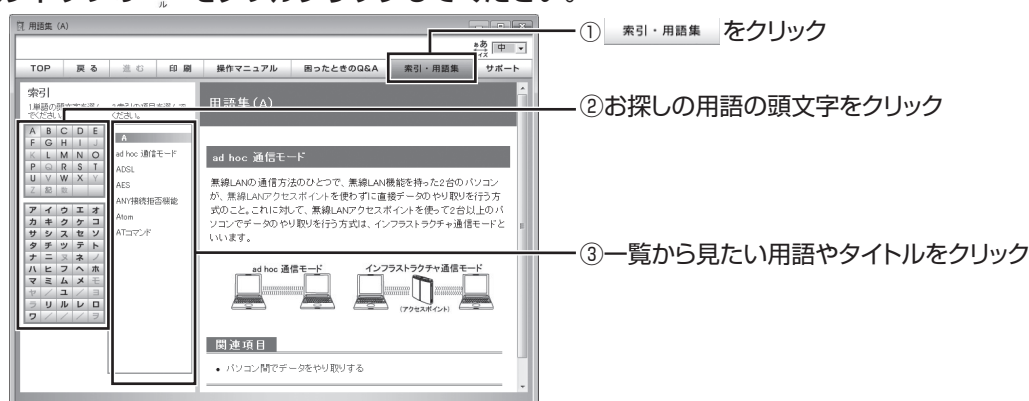 用語集 (A)
中
TOP 戻る 進む 印刷 操作マニュアル 困ったときのQ&A 索引・用語集 サポート
① 索引・用語集 をクリック
②お探しの用語の頭文字をクリック
③一覧から見たい用語やタイトルをクリック
索引
A B C D E
F G H I J
K L M N O
P Q R S T
U V W X Y
Z 記 数
ア イ ウ エ オ
カ キ ク ケ コ
サ シ ス セ ソ
タ チ ツ テ ト
ナ ニ ヌ ネ ノ
ハ ヒ フ ヘ ホ
マ ミ ム メ モ
ヤ / ユ / ヨ
ラ リ ル レ ロ
ワ / / / ヲ
A
ad hoc 通信モード
ADSL
AES
ANY接続拒否機能
Atom
ATコマンド
用語集(A)
ad hoc 通信モード
無線LANの通信方法のひとつで、無線LAN機能を持った2台のパソコン
が、無線LANアクセスポイントを使わずに直接データのやり取りを行う方
式のこと。これに対して、無線LANアクセスポイントを使って2台以上のパ
ソコンでデータのやり取りを行う方式は、インフラストラクチャ通信モードと
いいます。
ad hoc 通信モード インフラストラクチャ通信モード
(アクセスポイント)
関連項目
• パソコン間でデータをやり取りする